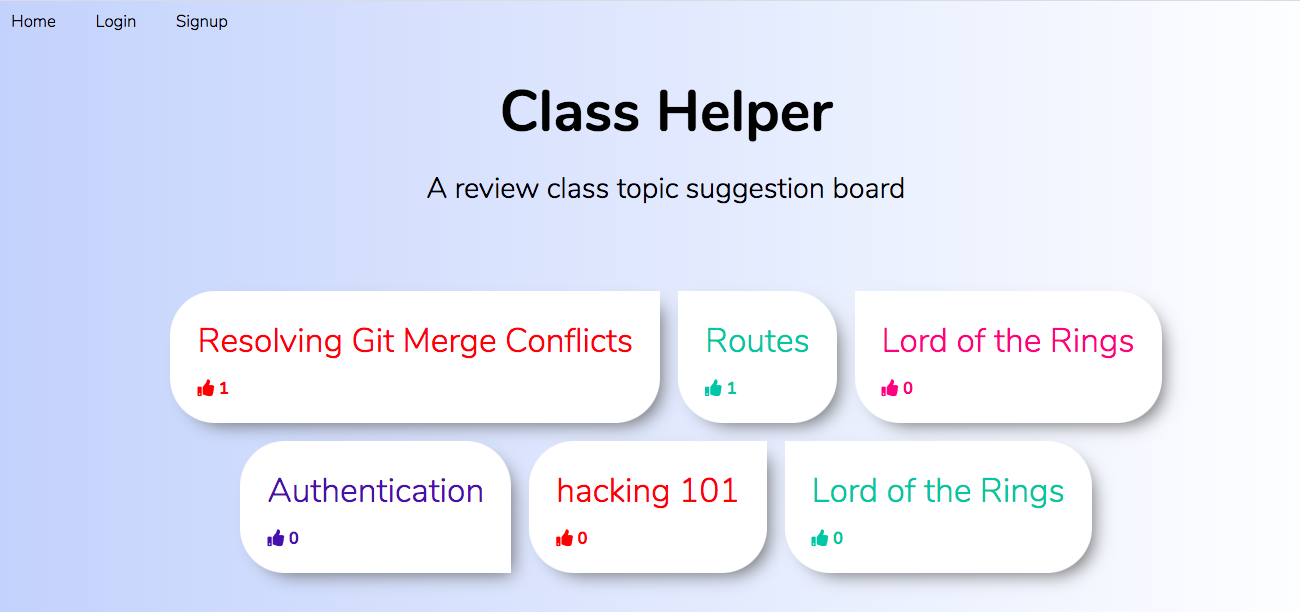 Home Login Signup
Class Helper
A review class topic suggestion board
Resolving Git Merge Conflicts
1
Routes
1
Lord of the Rings
0
Authentication
0
hacking 101
0
Lord of the Rings
0